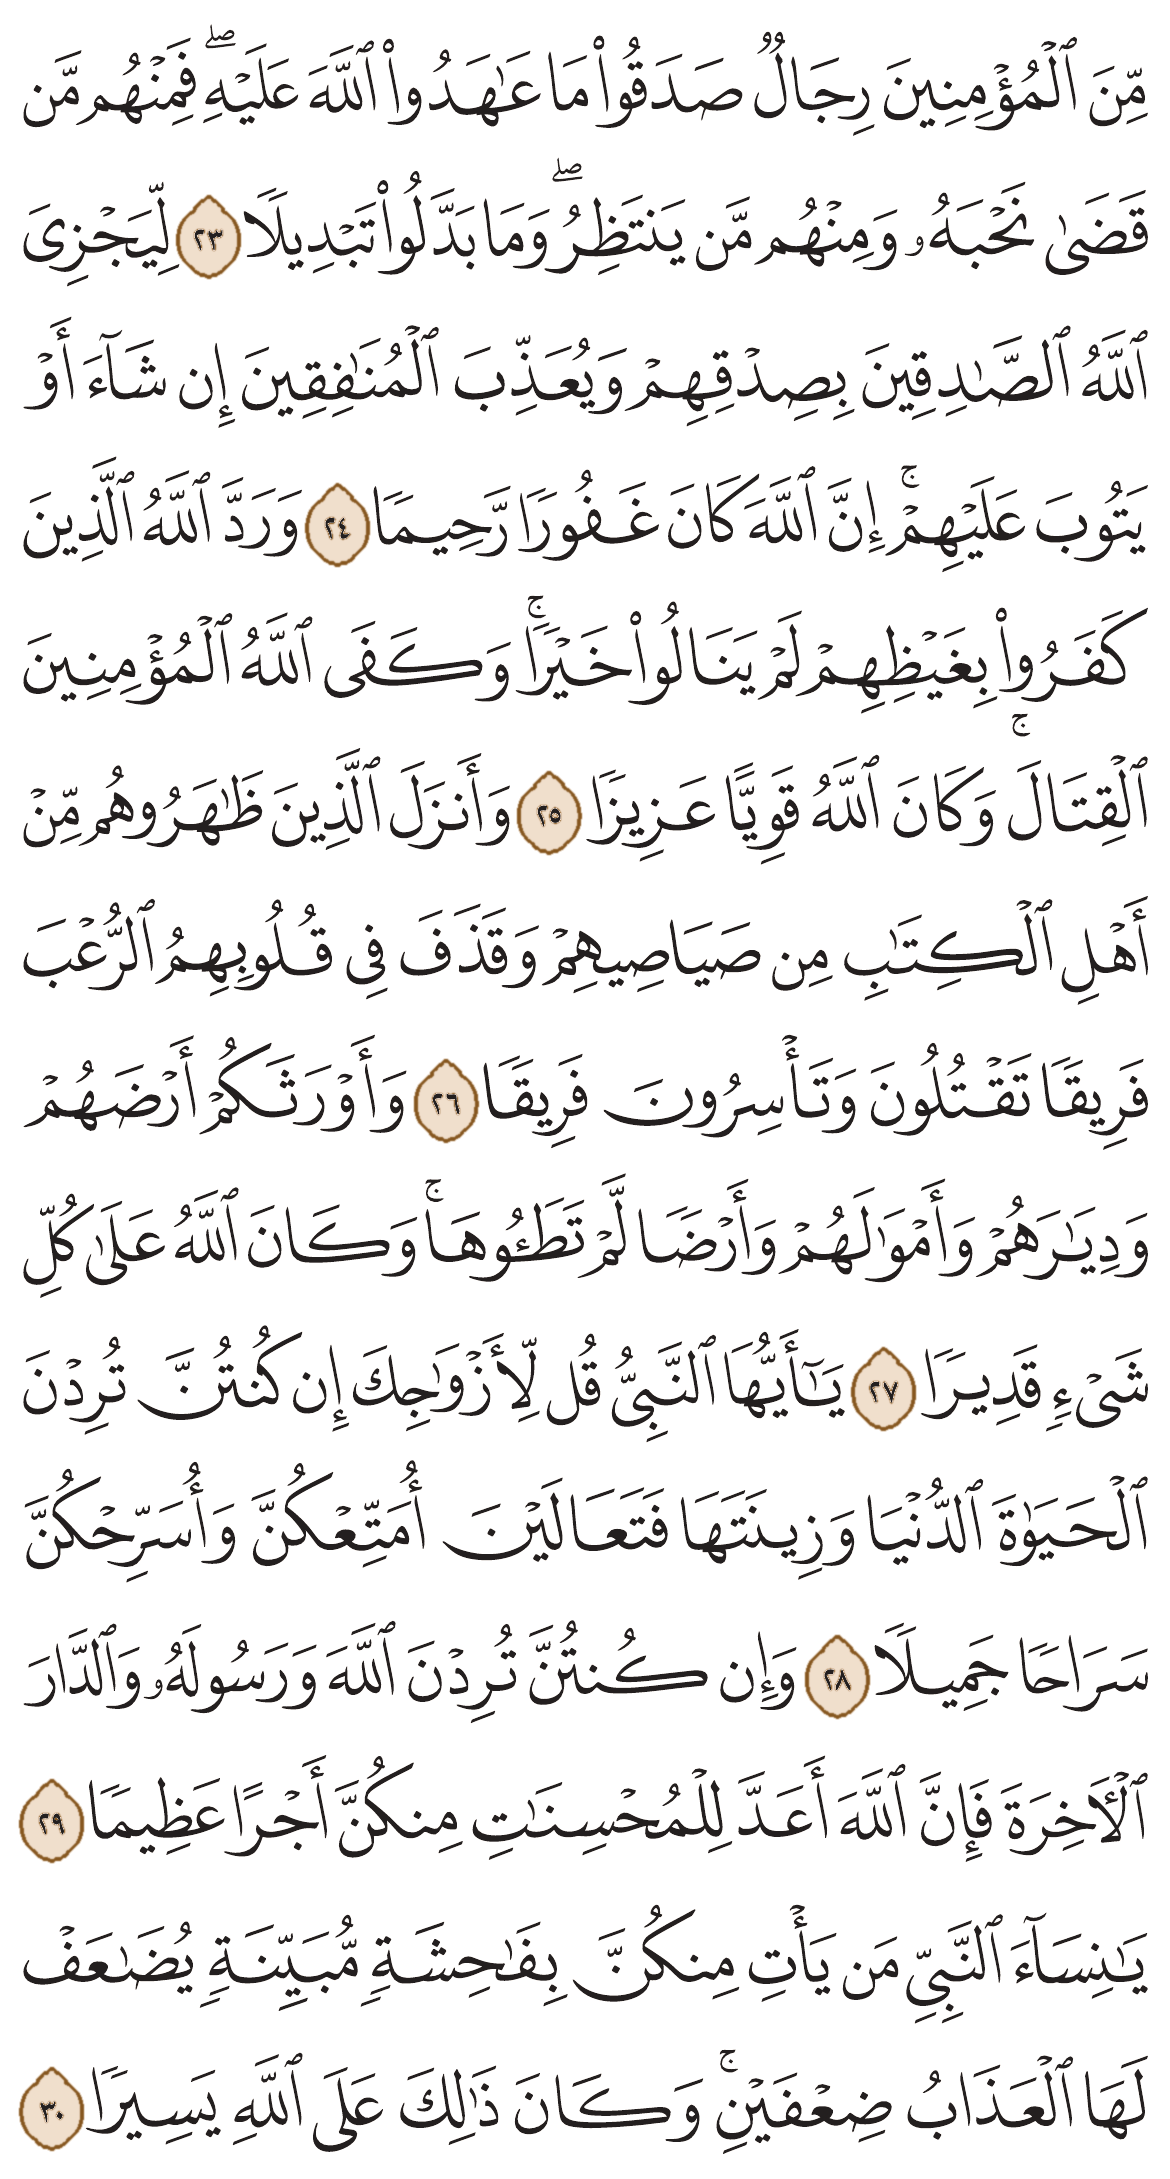 مِّنَ ٱلْمُؤْمِنِينَ رِجَالٌ صَدَقُوا۟ مَا عَـٰهَدُوا۟ ٱللَّهَ عَلَيْهِ ۖ فَمِنْهُم مَّن
قَضَىٰ نَحْبَهُۥ وَمِنْهُم مَّن يَنتَظِرُ ۖ وَمَا بَدَّلُوا۟ تَبْدِيلًا ٢٣ لِّيَجْزِىَ
ٱللَّهُ ٱلصَّـٰدِقِينَ بِصِدْقِهِمْ وَيُعَذِّبَ ٱلْمُنَـٰفِقِينَ إِن شَآءَ أَوْ
يَتُوبَ عَلَيْهِمْ ۚ إِنَّ ٱللَّهَ كَانَ غَفُورًا رَّحِيمًا ٢٤ وَرَدَّ ٱللَّهُ ٱلَّذِينَ
كَفَرُوا۟ بِغَيْظِهِمْ لَمْ يَنَالُوا۟ خَيْرًا ۚ وَكَفَى ٱللَّهُ ٱلْمُؤْمِنِينَ
ٱلْقِتَالَ ۚ وَكَانَ ٱللَّهُ قَوِيًّا عَزِيزًا ٢٥ وَأَنزَلَ ٱلَّذِينَ ظَـٰهَرُوهُم مِّنْ
أَهْلِ ٱلْكِتَـٰبِ مِن صَيَاصِيهِمْ وَقَذَفَ فِى قُلُوبِهِمُ ٱلرُّعْبَ
فَرِيقًا تَقْتُلُونَ وَتَأْسِرُونَ فَرِيقًا ٢٦ وَأَوْرَثَكُمْ أَرْضَهُمْ
وَدِيَـٰرَهُمْ وَأَمْوَٰلَهُمْ وَأَرْضًا لَّمْ تَطَـُٔوهَا ۚ وَكَانَ ٱللَّهُ عَلَىٰ كُلِّ
شَىْءٍ قَدِيرًا ٢٧ يَـٰٓأَيُّهَا ٱلنَّبِىُّ قُل لِّأَزْوَٰجِكَ إِن كُنتُنَّ تُرِدْنَ
ٱلْحَيَوٰةَ ٱلدُّنْيَا وَزِينَتَهَا فَتَعَالَيْنَ أُمَتِّعْكُنَّ وَأُسَرِّحْكُنَّ
سَرَاحًا جَمِيلًا ٢٨ وَإِن كُنتُنَّ تُرِدْنَ ٱللَّهَ وَرَسُولَهُۥ وَٱلدَّارَ
ٱلْـَٔاخِرَةَ فَإِنَّ ٱللَّهَ أَعَدَّ لِلْمُحْسِنَـٰتِ مِنكُنَّ أَجْرًا عَظِيمًا ٢٩
يَـٰنِسَآءَ ٱلنَّبِىِّ مَن يَأْتِ مِنكُنَّ بِفَـٰحِشَةٍ مُّبَيِّنَةٍ يُضَـٰعَفْ
لَهَا ٱلْعَذَابُ ضِعْفَيْنِ ۚ وَكَانَ ذَٰلِكَ عَلَى ٱللَّهِ يَسِيرًا ٣٠